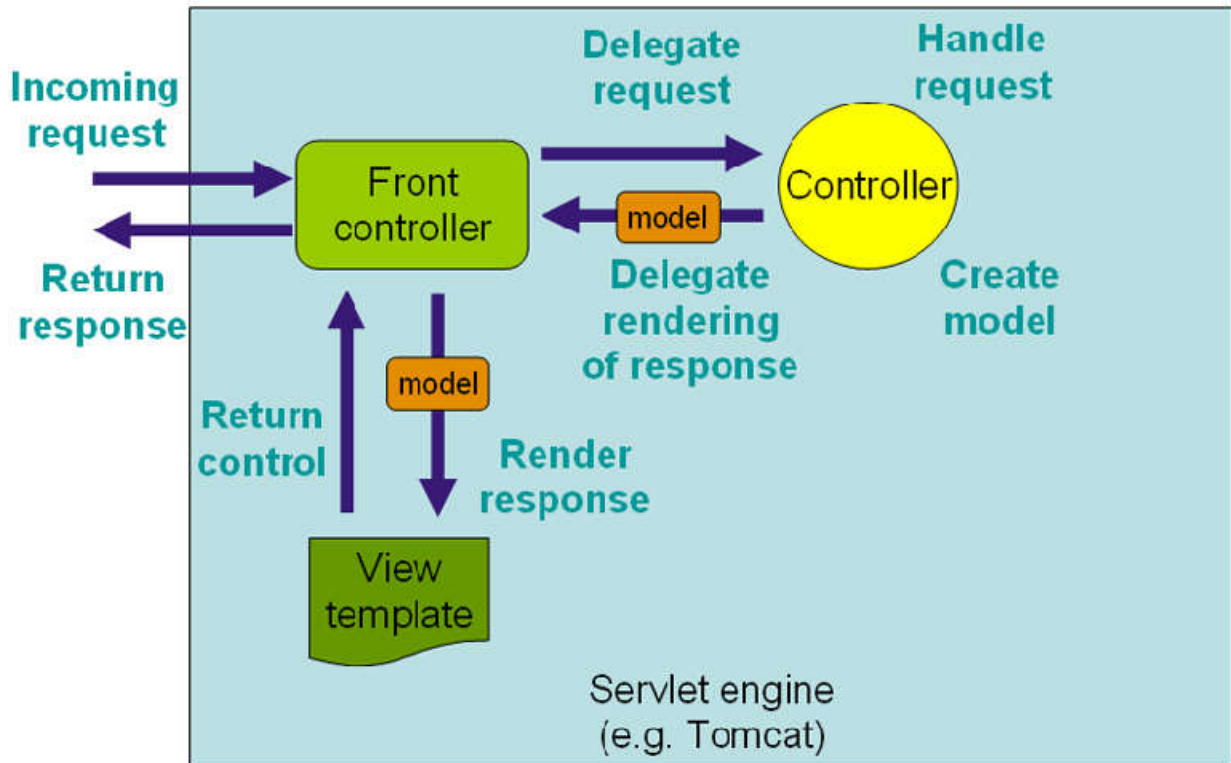 Incoming
request
Delegate
request
Handle
request
Front
controller
Controller
model
Return
response
Delegate
rendering
of response
Create
model
model
Return
control
Render
response
View
template
Servlet engine
(e.g. Tomcat)